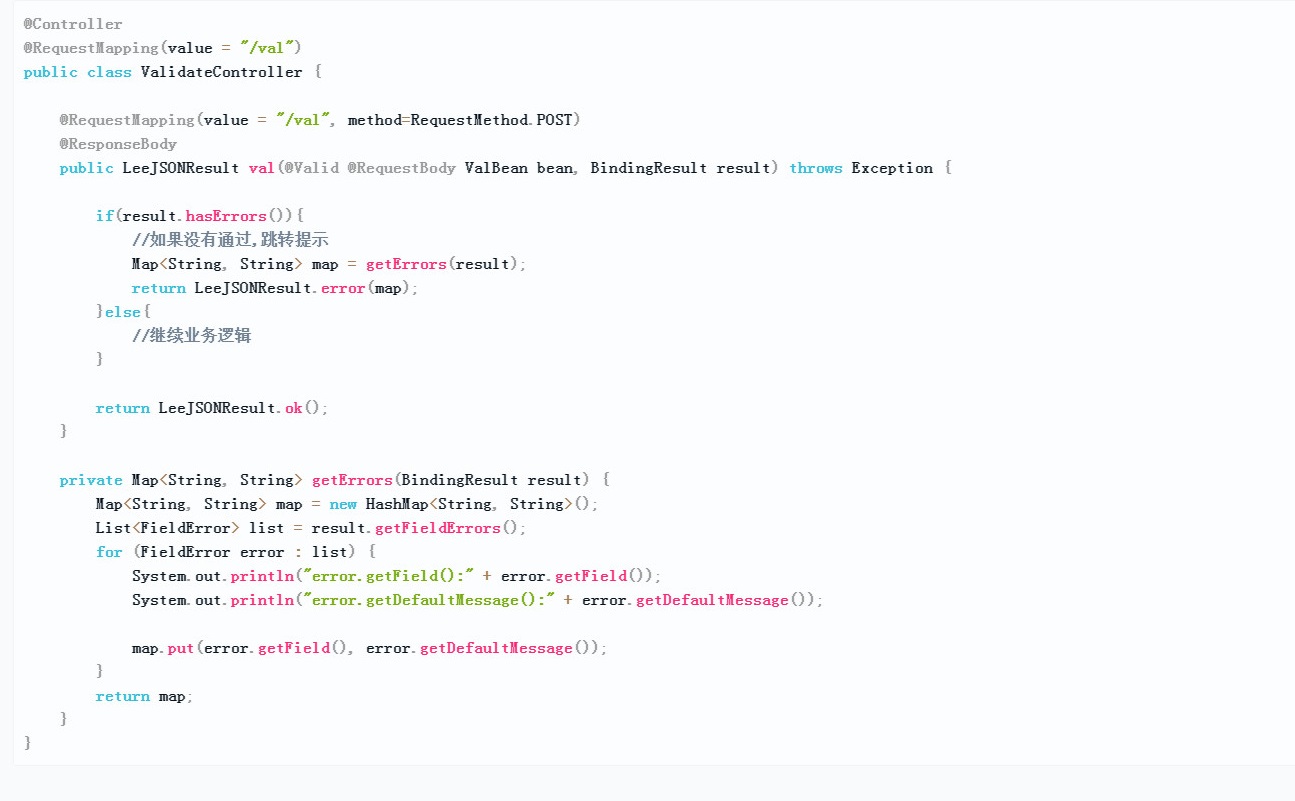 @Controller
@RequestMapping(value = "/val")
public class ValidateController {
@RequestMapping(value = "/val", method=RequestMethod.POST)
@ResponseBody
public LeeJSONResult val(@Valid @RequestBody ValBean bean, BindingResult result) throws Exception {
if(result.hasErrors()){
//如果没有通过,跳转提示
Map<String, String> map = getErrors(result);
return LeeJSONResult.error(map);
}else{
//继续业务逻辑
}
return LeeJSONResult.ok();
}
private Map<String, String> getErrors(BindingResult result) {
Map<String, String> map = new HashMap<String, String>();
List<FieldError> list = result.getFieldErrors();
for (FieldError error : list) {
System.out.println("error.getField():" + error.getField());
System.out.println("error.getDefaultMessage():" + error.getDefaultMessage());
map.put(error.getField(), error.getDefaultMessage());
}
return map;
}
}